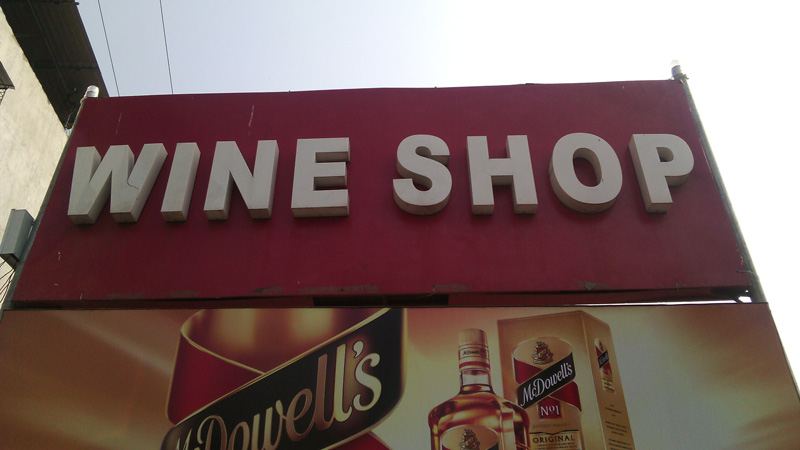 WINE SHOP
McDowell's
McDowell's
No1
ORIGINAL